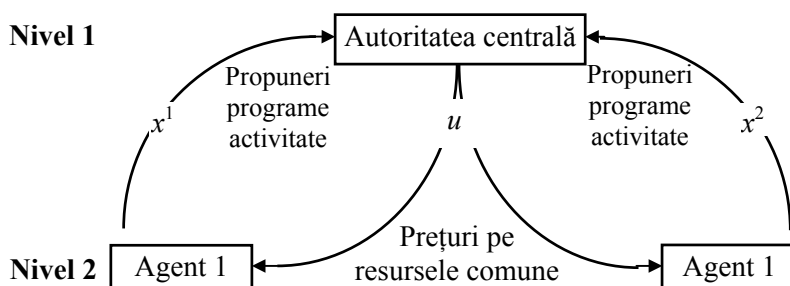 Nivel 1
Autoritatea centrală
Propuneri
programe
activitate
Propuneri
programe
activitate
x¹
u
x²
Prețuri pe
resursele comune
Nivel 2
Agent 1
Agent 1